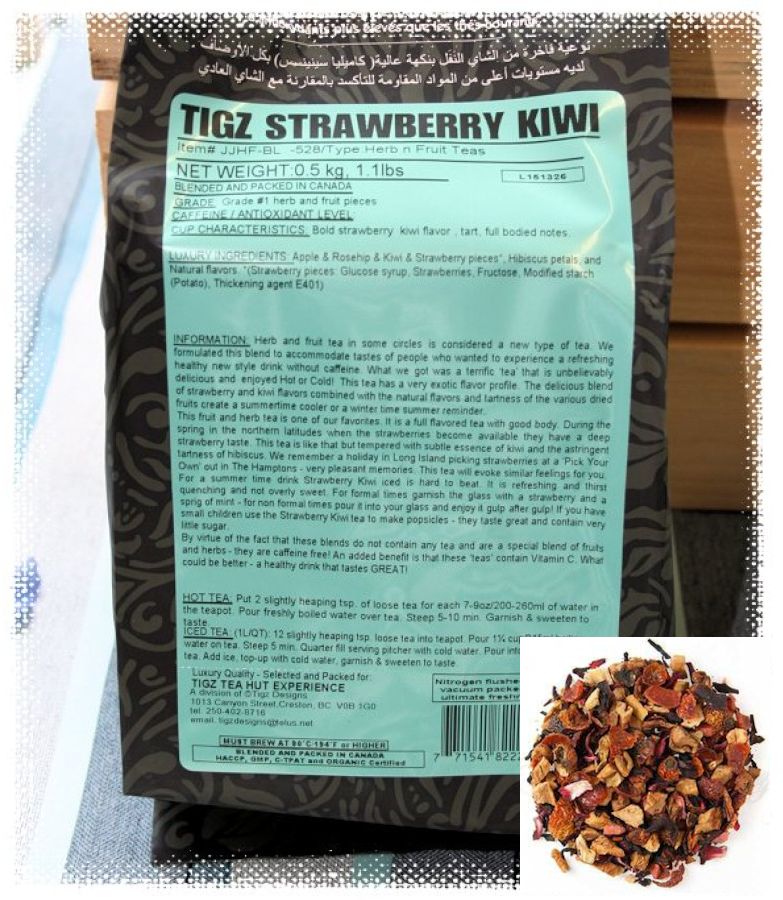 plus élevés que les thés courants.
نوعية فاخرة من الشاي النَّفَل بنكهة عالية( كاميليا سينينسس) بكل الأوصاف
لديه مستويات أعلى من المواد المقاومة للتأكسد بالمقارنة مع الشاي العادي
TIGZ STRAWBERRY KIWI
Item# JJHF-BL -528/Type:Herb n Fruit Teas
NET WEIGHT:0.5 kg, 1.1lbs
L151326
BLENDED AND PACKED IN CANADA
GRADE: Grade #1 herb and fruit pieces
CAFFEINE / ANTIOXIDANT LEVEL:
CUP CHARACTERISTICS: Bold strawberry kiwi flavor , tart, full bodied notes.
LUXURY INGREDIENTS: Apple & Rosehip & Kiwi & Strawberry pieces*, Hibiscus petals, and
Natural flavors. *(Strawberry pieces: Glucose syrup, Strawberries, Fructose, Modified starch
(Potato), Thickening agent E401)
INFORMATION: Herb and fruit tea in some circles is considered a new type of tea. We
formulated this blend to accommodate tastes of people who wanted to experience a refreshing
healthy new style drink without caffeine. What we got was a terrific 'tea' that is unbelievably
delicious and enjoyed Hot or Cold! This tea has a very exotic flavor profile. The delicious blend
of strawberry and kiwi flavors combined with the natural flavors and tartness of the various dried
fruits create a summertime cooler or a winter time summer reminder.
This fruit and herb tea is one of our favorites. It is a full flavored tea with good body. During the
spring in the northern latitudes when the strawberries become available they have a deep
strawberry taste. This tea is like that but tempered with subtle essence of kiwi and the astringent
tartness of hibiscus. We remember a holiday in Long Island picking strawberries at a 'Pick Your
Own' out in The Hamptons - very pleasant memories. This tea will evoke similar feelings for you.
For a summer time drink Strawberry Kiwi iced is hard to beat. It is refreshing and thirst
quenching and not overly sweet. For formal times garnish the glass with a strawberry and a
sprig of mint - for non formal times pour it into your glass and enjoy it gulp after gulp! If you have
small children use the Strawberry Kiwi tea to make popsicles - they taste great and contain very
little sugar.
By virtue of the fact that these blends do not contain any tea and are a special blend of fruits
and herbs - they are caffeine free! An added benefit is that these 'teas' contain Vitamin C. What
could be better - a healthy drink that tastes GREAT!
HOT TEA: Put 2 slightly heaping tsp. of loose tea for each 7-9oz/200-260ml of water in
the teapot. Pour freshly boiled water over tea. Steep 5-10 min. Garnish & sweeten to
taste.
ICED TEA: (1L/QT): 12 slightly heaping tsp. loose tea into teapot. Pour 1¼
water on tea. Steep 5 min. Quarter fill serving pitcher with cold water. Pour
tea. Add ice, top-up with cold water, garnish & sweeten to taste.
Luxury Quality - Selected and Packed for:
TIGZ TEA HUT EXPERIENCE
A division of ©Tigz Designs
1013 Canyon Street,Creston, BC V0B 1G0
tel. 250-402-8716
email. tigzdesigns@telus.net
Nitrogen
vacuum
ultimate
7 71541
MUST BREW AT 90°C-194°F or HIGHER
BLENDED AND PACKED IN CANADA
HACCP, GMP, C-TPAT and ORGANIC Certified